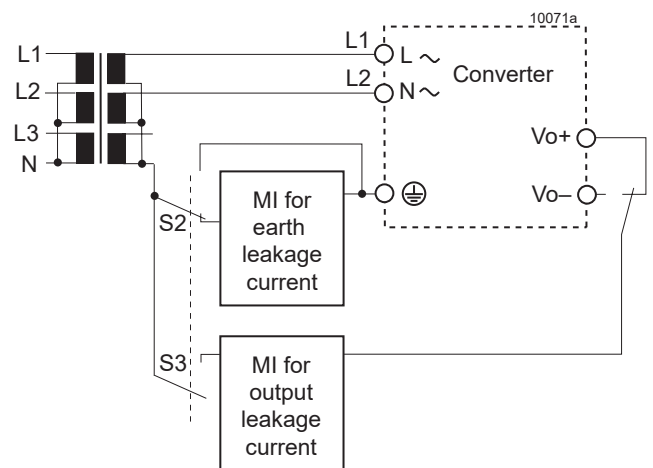 10071a
L1
L2
L3
N
L1
L2
L ~
N ~
Converter
Vo+
Vo–
S2
MI for
earth
leakage
current
S3
MI for
output
leakage
current